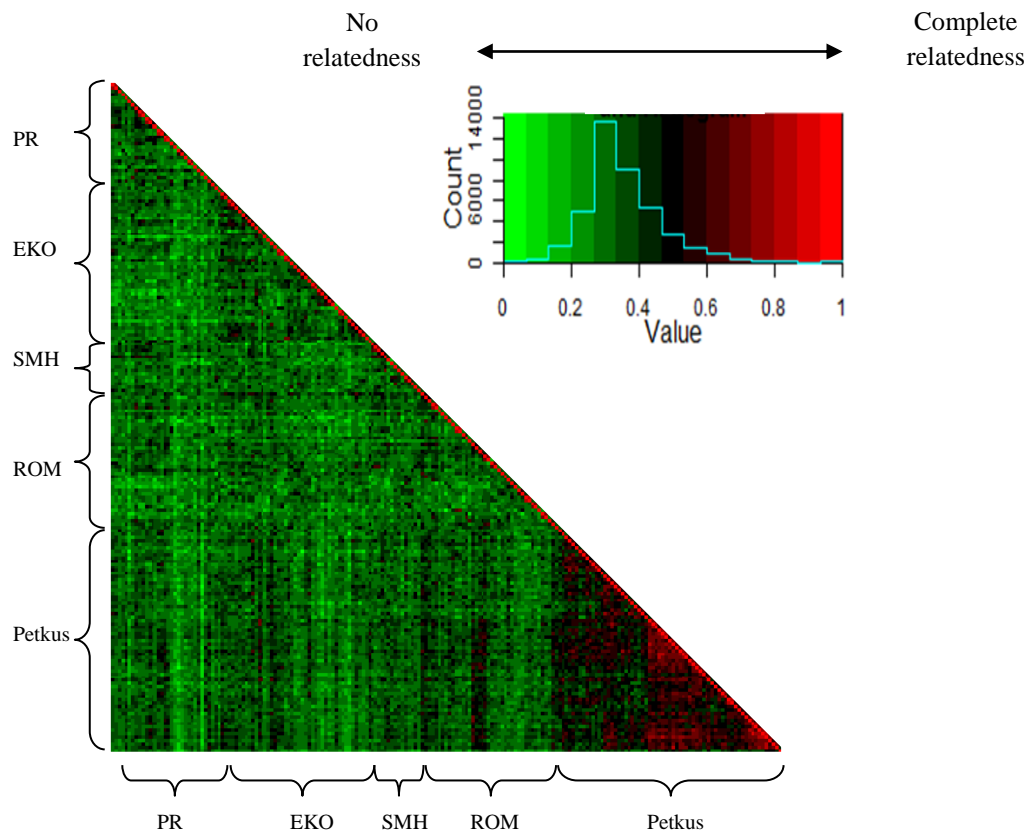 No
relatedness
Complete
relatedness
14000
6000
0
Count
0 0.2 0.4 0.6 0.8 1
Value
PR
EKO
SMH
ROM
Petkus
PR EKO SMH ROM Petkus